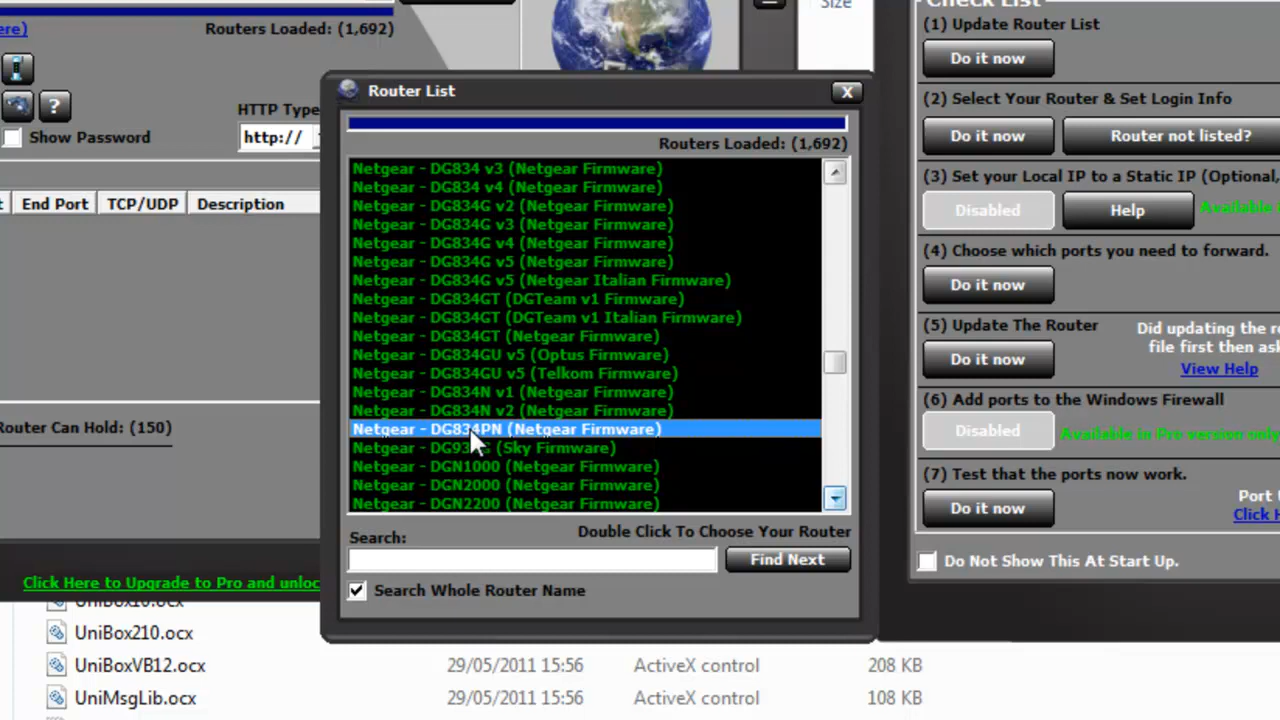 ere)
Routers Loaded: (1,692)
HTTP Type
Show Password
http://
End Port
TCP/UDP
Description
Router Can Hold: (150)
Click Here to Upgrade to Pro and unloc
Size
Router List
X
Routers Loaded: (1,692)
Netgear - DG834 v3 (Netgear Firmware)
Netgear - DG834 v4 (Netgear Firmware)
Netgear - DG834G v2 (Netgear Firmware)
Netgear - DG834G v3 (Netgear Firmware)
Netgear - DG834G v4 (Netgear Firmware)
Netgear - DG834G v5 (Netgear Firmware)
Netgear - DG834G v5 (Netgear Italian Firmware)
Netgear - DG834GT (DGTeam v1 Firmware)
Netgear - DG834GT (DGTeam v1 Italian Firmware)
Netgear - DG834GT (Netgear Firmware)
Netgear - DG834GU v5 (Optus Firmware)
Netgear - DG834GU v5 (Telkom Firmware)
Netgear - DG834N v1 (Netgear Firmware)
Netgear - DG834N v2 (Netgear Firmware)
Netgear - DG834PN (Netgear Firmware)
Netgear - (Sky Firmware)
Netgear - DGN1000 (Netgear Firmware)
Netgear - DGN2000 (Netgear Firmware)
Netgear - DGN2200 (Netgear Firmware)
Double Click To Choose Your Router
Search:
Find Next
Search Whole Router Name
Check List
(1) Update Router List
Do it now
(2) Select Your Router & Set Login Info
Do it now
Router not listed?
(3) Set your Local IP to a Static IP (Optional,
Disabled
Help
Available in
(4) Choose which ports you need to forward.
Do it now
(5) Update The Router
Do it now
Did updating the ro
file first then ask
View Help
(6) Add ports to the Windows Firewall
Disabled
Available in Pro version only
(7) Test that the ports now work.
Do it now
Port
Click H
Do Not Show This At Start Up.
UniBox10.ocx
UniBox210.ocx
UniBoxVB12.ocx 29/05/2011 15:56 ActiveX control 208 KB
UniMsgLib.ocx 29/05/2011 15:56 ActiveX control 108 KB